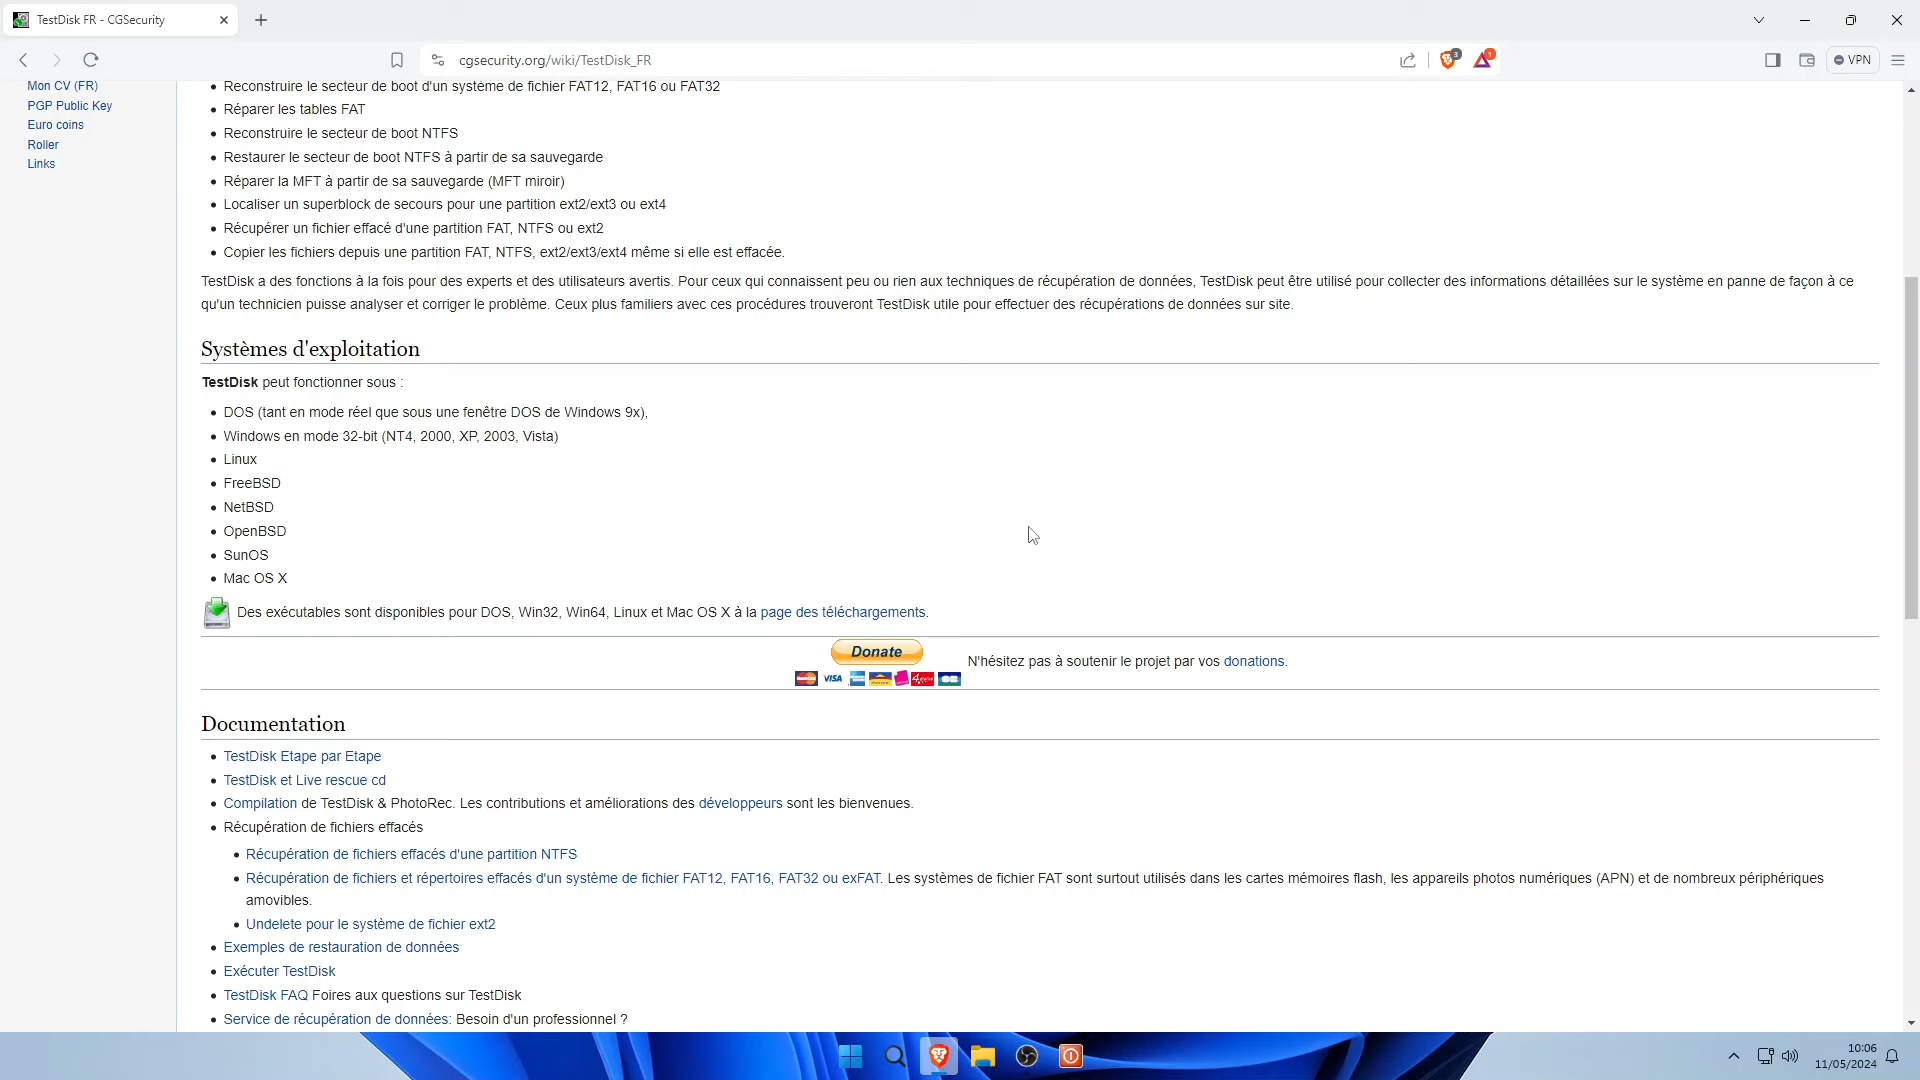 TestDisk FR - CGSecurity
cgsecurity.org/wiki/TestDisk_FR
3
1
VPN
Mon CV (FR)
PGP Public Key
Euro coins
Roller
Links
Reconstruire le secteur de boot d'un système de fichier FAT12, FAT16 ou FAT32
Réparer les tables FAT
Reconstruire le secteur de boot NTFS
Restaurer le secteur de boot NTFS à partir de sa sauvegarde
Réparer la MFT à partir de sa sauvegarde (MFT miroir)
Localiser un superblock de secours pour une partition ext2/ext3 ou ext4
Récupérer un fichier effacé d'une partition FAT, NTFS ou ext2
Copier les fichiers depuis une partition FAT, NTFS, ext2/ext3/ext4 même si elle est effacée.
TestDisk a des fonctions à la fois pour des experts et des utilisateurs avertis. Pour ceux qui connaissent peu ou rien aux techniques de récupération de données, TestDisk peut être utilisé pour collecter des informations détaillées sur le système en panne de façon à ce
qu'un technicien puisse analyser et corriger le problème. Ceux plus familiers avec ces procédures trouveront TestDisk utile pour effectuer des récupérations de données sur site.
Systèmes d'exploitation
TestDisk peut fonctionner sous :
DOS (tant en mode réel que sous une fenêtre DOS de Windows 9x),
Windows en mode 32-bit (NT4, 2000, XP, 2003, Vista)
Linux
FreeBSD
NetBSD
OpenBSD
SunOS
Mac OS X
Des exécutables sont disponibles pour DOS, Win32, Win64, Linux et Mac OS X à la page des téléchargements.
Donate
VISA
N'hésitez pas à soutenir le projet par vos donations.
Documentation
TestDisk Etape par Etape
TestDisk et Live rescue cd
Compilation de TestDisk & PhotoRec. Les contributions et améliorations des développeurs sont les bienvenues.
Récupération de fichiers effacés
Récupération de fichiers effacés d'une partition NTFS
Récupération de fichiers et répertoires effacés d'un système de fichier FAT12, FAT16, FAT32 ou exFAT. Les systèmes de fichier FAT sont surtout utilisés dans les cartes mémoires flash, les appareils photos numériques (APN) et de nombreux périphériques
amovibles.
Undelete pour le système de fichier ext2
Exemples de restauration de données
Exécuter TestDisk
TestDisk FAQ Foires aux questions sur TestDisk
Service de récupération de données: Besoin d'un professionnel ?
10:06
11/05/2024